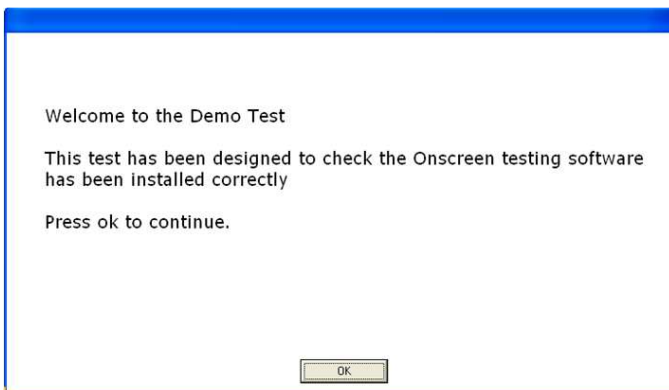 Welcome to the Demo Test
This test has been designed to check the Onscreen testing software
has been installed correctly
Press ok to continue.
OK